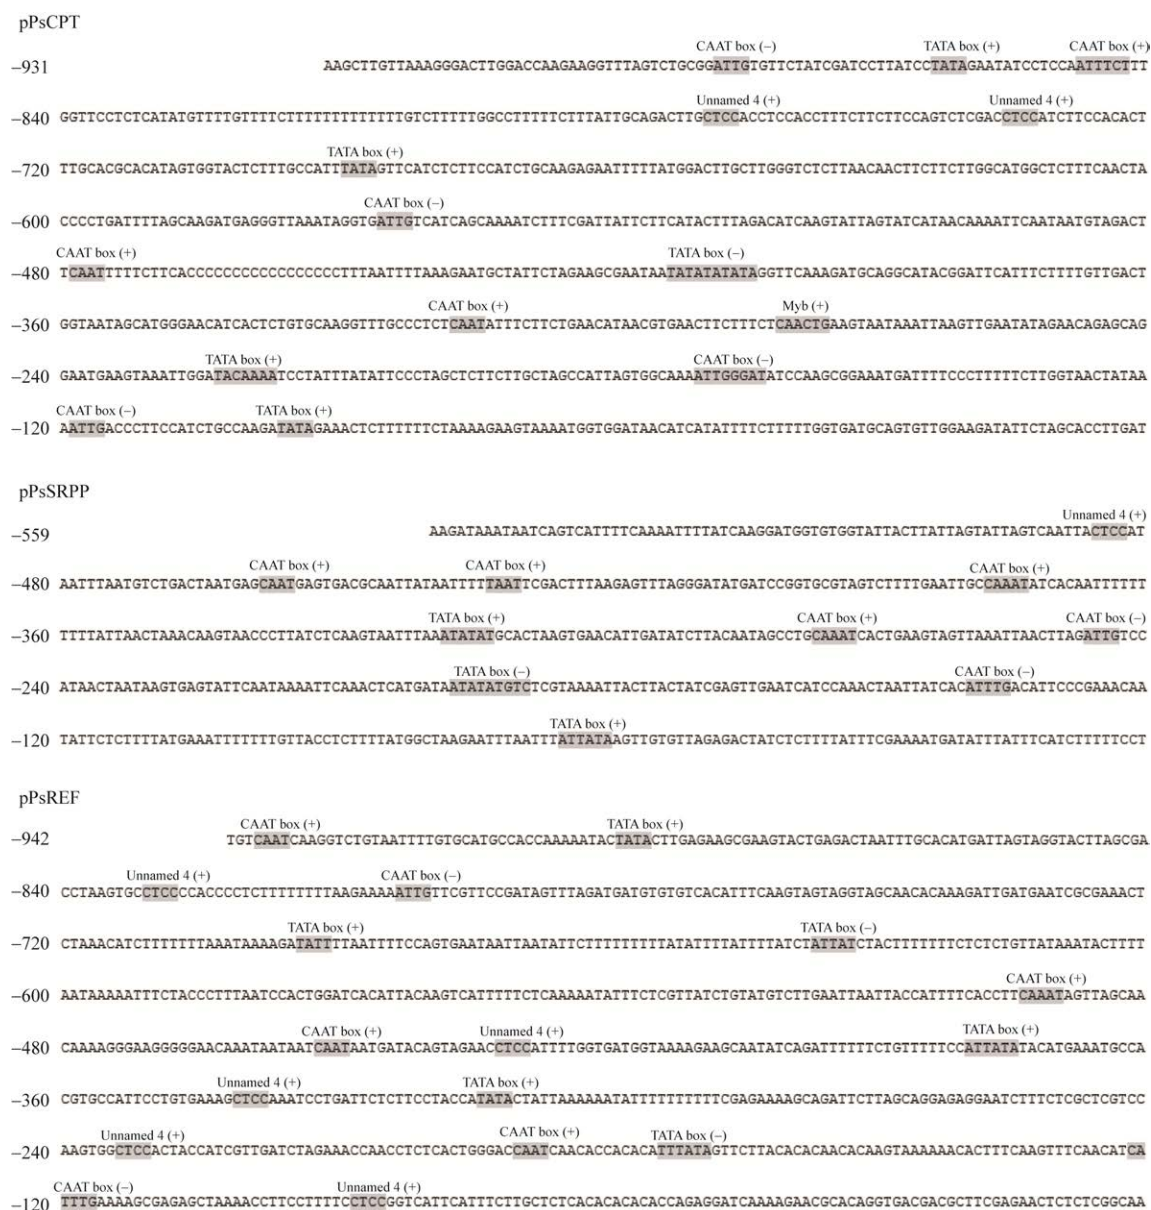 pPsCPT
CAAT box (–) TATA box (+) CAAT box (+)
–931 AAGCTTGTTAAAGGGACTTGGACCAAGAAGGTTTAGTCTGCGGATTGTGTTCTATCGATCCTTATCCTATAGAATATCCTCCAATTTCTTT
Unnamed 4 (+) Unnamed 4 (+)
–840 GGTTCCTCTCATATGTTTTGTTTTCTTTTTTTTTTTTTTGTCTTTTTGGCCTTTTTCTTTATTGCAGACTTGCTCCACCTCCACCTTTCTTCTTCCAGTCTCGACCTCCATCTTCCACACT
TATA box (+)
–720 TTGCACGCACATAGTGGTACTCTTTGCCATTTATAGTTCATCTCTTCCATCTGCAAGAGAATTTTTATGGACTTGCTTGGGTCTCTTAACAACTTCTTCTTGGCATGGCTCTTTCAACTA
CAAT box (–)
–600 CCCCTGATTTTAGCAAGATGAGGGTTAAATAGGTGATTGTCATCAGCAAAATCTTTCGATTATTCTTCATACTTTAGACATCAAGTATTAGTATCATAACAAAATTCAATAATGTAGACT
CAAT box (+) TATA box (–)
–480 TCAATTTTTCTTCACCCCCCCCCCCCCCCCCTTTAATTTTAAAGAATGCTATTCTAGAAGCGAATAATATATATATAGGTTCAAAGATGCAGGCATACGGATTCATTTCTTTTGTTGACT
CAAT box (+) Myb (+)
–360 GGTAATAGCATGGGAACATCACTCTGTGCAAGGTTTGCCCTCTCAATATTTCTTCTGAACATAACGTGAACTTCTTTCTCAACTGAAGTAATAAATTAAGTTGAATATAGAACAGAGCAG
TATA box (+) CAAT box (–)
–240 GAATGAAGTAAATTGGATACAAAATCCTATTTATATTCCCTAGCTCTTCTTGCTAGCCATTAGTGGCAAAATTGGGATATCCAAGCGGAAATGATTTTCCCTTTTTCTTGGTAACTATAA
CAAT box (–) TATA box (+)
–120 AATTGACCCTTCCATCTGCCAAGATATAGAAACTCTTTTTTCTAAAAGAAGTAAAATGGTGGATAACATCATATTTTCTTTTTGGTGATGCAGTGTTGGAAGATATTCTAGCACCTTGAT
pPsSRPP
Unnamed 4 (+)
–559 AAGATAAATAATCAGTCATTTTCAAAATTTTATCAAGGATGGTGTGGTATTACTTATTAGTATTAGTCAATTACTCCAT
CAAT box (+) CAAT box (+) CAAT box (+)
–480 AATTTAATGTCTGACTAATGAGCAATGAGTGACGCAATTATAATTTTTAATTCGACTTTAAGAGTTTAGGGATATGATCCGGTGCGTAGTCTTTTGAATTGCCAAATATCACAATTTTTT
TATA box (+) CAAT box (+) CAAT box (–)
–360 TTTTATTAACTAAACAAGTAACCCTTATCTCAAGTAATTTAAATATATGCACTAAGTGAACATTGATATCTTACAATAGCCTGCAAATCACTGAAGTAGTTAAATTAACTTAGATTGTCC
TATA box (–) CAAT box (–)
–240 ATAACTAATAAGTGAGTATTCAATAAAATTCAAACTCATGATAATATATGTCTCGTAAAATTACTTACTATCGAGTTGAATCATCCAAACTAATTATCACATTTGACATTCCCGAAACAA
TATA box (+)
–120 TATTCTCTTTTATGAAATTTTTTTGTTACCTCTTTTATGGCTAAGAATTTAATTTATTATAAGTTGTGTTAGAGACTATCTCTTTTATTTCGAAAATGATATTTATTTCATCTTTTTCCT
pPsREF
CAAT box (+) TATA box (+)
–942 TGTCAATCAAGGTCTGTAATTTTGTGCATGCCACCAAAAATACTATACTTGAGAAGCGAAGTACTGAGACTAATTTGCACATGATTAGTAGGTACTTAGCGA
Unnamed 4 (+) CAAT box (–)
–840 CCTAAGTGCCTCCCCACCCCTCTTTTTTTTAAGAAAAATTGTTCGTTCCGATAGTTTAGATGATGTGTGTCACATTTCAAGTAGTAGGTAGCAACACAAAGATTGATGAATCGCGAAACT
TATA box (+) TATA box (–)
–720 CTAAACATCTTTTTTTAAATAAAAGATATTTTAATTTTCCAGTGAATAATTAATATTCTTTTTTTTTTATATTTTATTTTATCTATTATCTACTTTTTTTCTCTCTGTTATAAATACTTTT
CAAT box (+)
–600 AATAAAAATTTCTACCCTTTAATCCACTGGATCACATTACAAGTCATTTTTCTCAAAAATATTTCTCGTTATCTGTATGTCTTGAATTAATTACCATTTTCACCTTCAAATAGTTAGCAA
CAAT box (+) Unnamed 4 (+) TATA box (+)
–480 CAAAAGGGAAGGGGGAACAAATAATAATCAATAATGATACAGTAGAACCTCCATTTTGGTGATGGTAAAAGAAGCAATATCAGATTTTTTCTGTTTTTCCATTATATACATGAAATGCCA
Unnamed 4 (+) TATA box (+)
–360 CGTGCCATTCCTGTGAAAGCTCCAAATCCTGATTCTCTTCCTACCATATACTATTAAAAAATATTTTTTTTTTCGAGAAAAGCAGATTCTTAGCAGGAGAGGAATCTTTCTCGCTCGTCC
Unnamed 4 (+) CAAT box (+) TATA box (–)
–240 AAGTGGCTCCACTACCATCGTTGATCTAGAAACCAACCTCTCACTGGGACCAATCAACACCACACATTTATAGTTCTTACACACAACACAAGTAAAAAACACTTTCAAGTTTCAACATCA
CAAT box (–) Unnamed 4 (+)
–120 TTTGAAAAGCGAGAGCTAAAACCTTCCTTTTCCTCCGGTCATTCATTTCTTGCTCTCACACACACACCAGAGGATCAAAAGAACGCACAGGTGACGACGCTTCGAGAACTCTCTCGGCAA